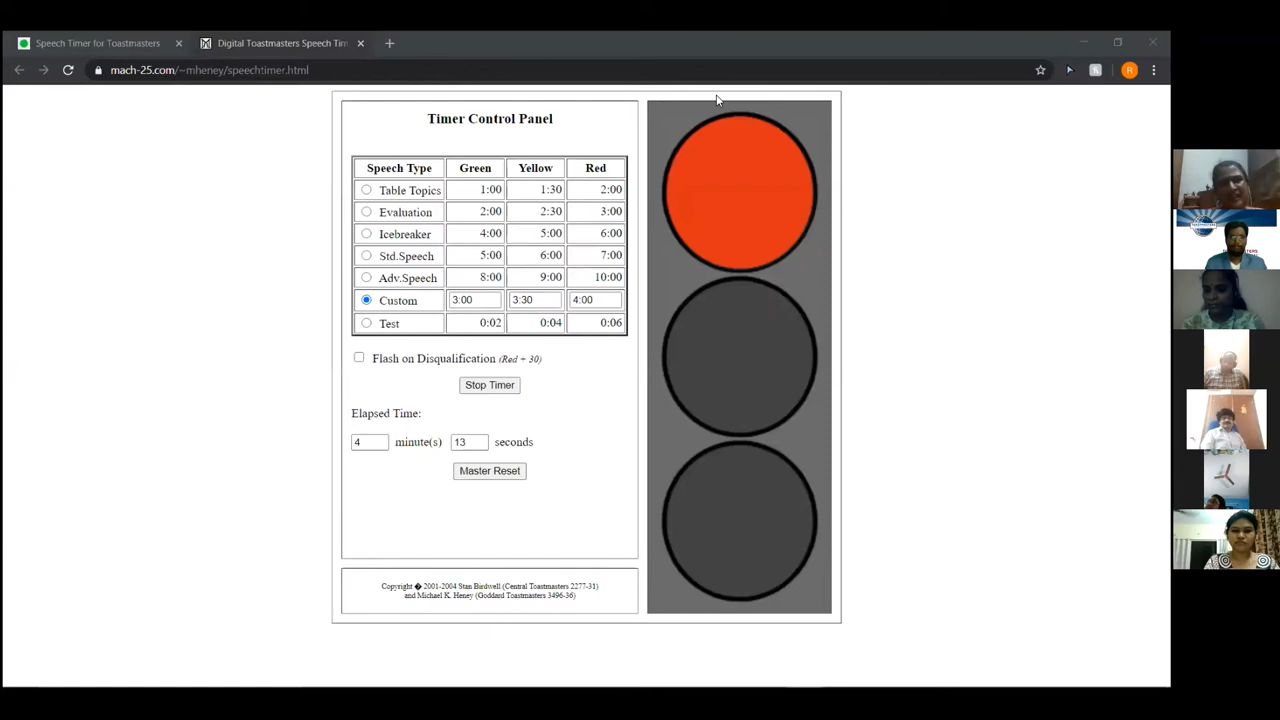 Speech Timer for Toastmasters
Digital Toastmasters Speech Tim
mach-25.com/~mheney/speechtimer.html
R
Timer Control Panel
Speech Type Green Yellow Red
Table Topics 1:00 1:30 2:00
Evaluation 2:00 2:30 3:00
Icebreaker 4:00 5:00 6:00
Std.Speech 5:00 6:00 7:00
Adv.Speech 8:00 9:00 10:00
Custom 3:00 3:30 4:00
Test 0:02 0:04 0:06
Flash on Disqualification (Red + 30)
Stop Timer
Elapsed Time:
4 minute(s) 13 seconds
Master Reset
Copyright � 2001-2004 Stan Birdwell (Central Toastmasters 2277-31)
and Michael K. Heney (Goddard Toastmasters 3496-36)